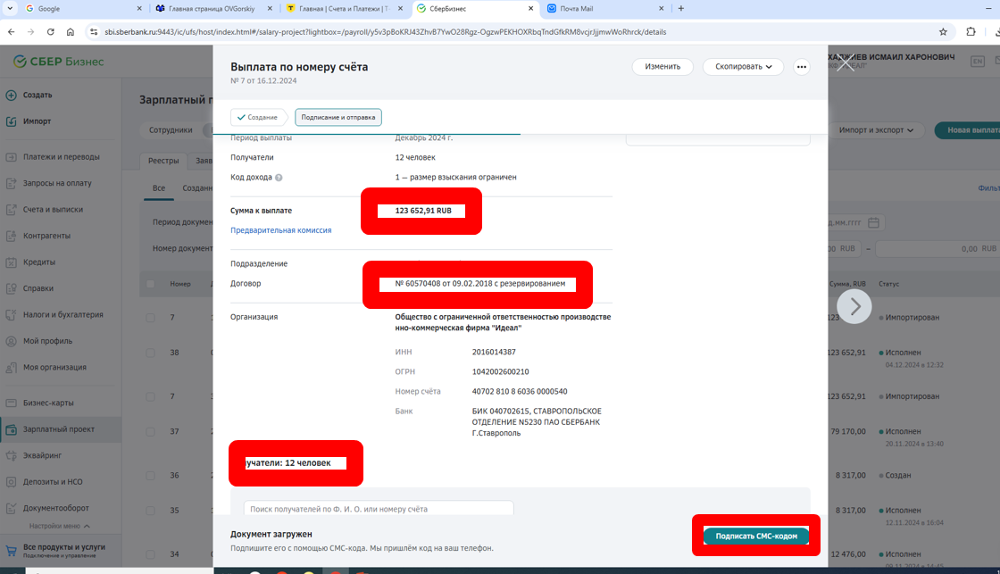 Google
Главная страница OVGorskiy
Главная | Счета и Платежи | Т-
СберБизнес
Почта Mail
sbi.sberbank.ru:9443/ic/ufs/host/index.html#/salary-project?lightbox=/payroll/y5v3pBoKRJ43ZhvB7YwO28Rgz-OgzwPEKHOXRbqTndGfkRM8vcjrJjjmwWoRhrck/details
СБЕР Бизнес
Создать
Импорт
Платежи и переводы
Запросы на оплату
Счета и выписки
Контрагенты
Кредиты
Справки
Налоги и бухгалтерия
Мой профиль
Моя организация
Бизнес-карты
Зарплатный проект
Эквайринг
Депозиты и НСО
Документооборот
Настройки меню
Все продукты и услуги
Подключение и управление
Зарплатный п
Сотрудники
Реестры
Заяв
Все
Созданн
Период докумен
Номер документ
Номер
7
38
7
37
36
35
34
Выплата по номеру счёта
№ 7 от 16.12.2024
Изменить
Скопировать
Создание
Подписание и отправка
Период выплаты
Декабрь 2024 г.
Получатели
12 человек
Код дохода
1 — размер взыскания ограничен
Сумма к выплате
123 652,91 RUB
Предварительная комиссия
Подразделение
Договор
№ 60570408 от 09.02.2018 с резервированием
Организация
Общество с ограниченной ответственностью производстве
нно-коммерческая фирма "Идеал"
ИНН
2016014387
ОГРН
1042002600210
Номер счёта
40702 810 8 6036 0000540
Банк
БИК 040702615, СТАВРОПОЛЬСКОЕ
ОТДЕЛЕНИЕ N5230 ПАО СБЕРБАНК
Г.Ставрополь
учатели: 12 человек
Поиск получателей по Ф. И. О. или номеру счёта
Документ загружен
Подпишите его с помощью СМС-кода. Мы пришлём код на ваш телефон.
Подписать СМС-кодом
ХАДЖИЕВ ИСМАИЛ ХАРОНОВИЧ
EN
Импорт и экспорт
Новая выплат
Фильт
д.мм.гггг
00 RUB
–
0,00 RUB
Сумма, RUB
Статус
123
Импортирован
123 652,91
Исполнен
04.12.2024 в 12:32
123 652,91
Импортирован
79 170,00
Исполнен
20.11.2024 в 13:40
8 317,00
Создан
8 317,00
Исполнен
12.11.2024 в 16:04
12 476,00
Исполнен